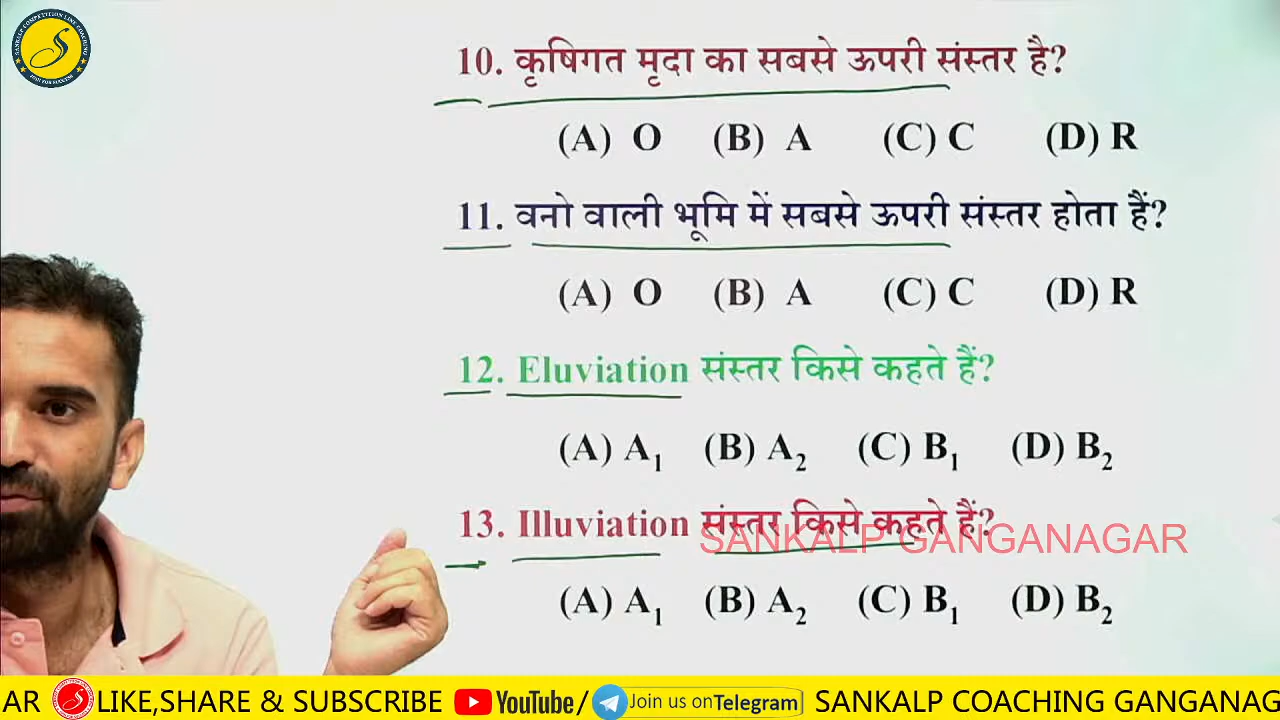 10. कृषिगत मृदा का सबसे ऊपरी संस्तर है?
(A) O (B) A (C) C (D) R
11. वनो वाली भूमि में सबसे ऊपरी संस्तर होता हैं?
(A) O (B) A (C) C (D) R
12. Eluviation संस्तर किसे कहते हैं?
(A) A₁ (B) A₂ (C) B₁ (D) B₂
13. Illuviation संस्तर किसे कहते हैं?
SANKALP GANGANAGAR
(A) A₁ (B) A₂ (C) B₁ (D) B₂
AR LIKE,SHARE & SUBSCRIBE YouTube / Join us on Telegram SANKALP COACHING GANGANAG